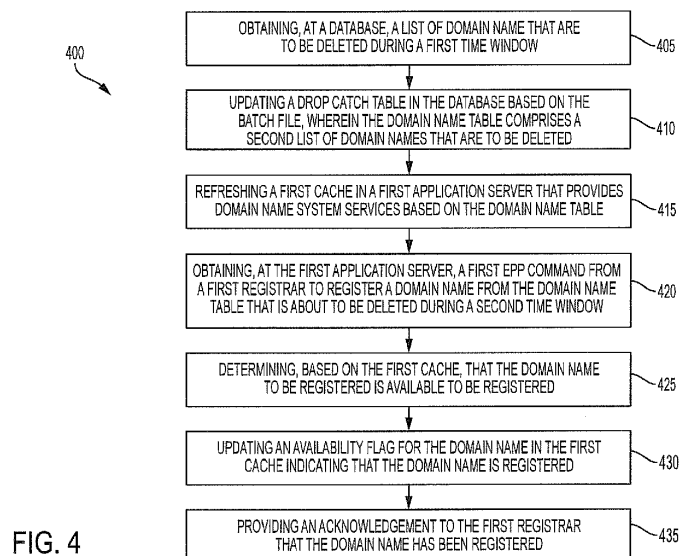 400
OBTAINING, AT A DATABASE, A LIST OF DOMAIN NAME THAT ARE
TO BE DELETED DURING A FIRST TIME WINDOW
405
UPDATING A DROP CATCH TABLE IN THE DATABASE BASED ON THE
BATCH FILE, WHEREIN THE DOMAIN NAME TABLE COMPRISES A
SECOND LIST OF DOMAIN NAMES THAT ARE TO BE DELETED
410
REFRESHING A FIRST CACHE IN A FIRST APPLICATION SERVER THAT PROVIDES
DOMAIN NAME SYSTEM SERVICES BASED ON THE DOMAIN NAME TABLE
415
OBTAINING, AT THE FIRST APPLICATION SERVER, A FIRST EPP COMMAND FROM
A FIRST REGISTRAR TO REGISTER A DOMAIN NAME FROM THE DOMAIN NAME
TABLE THAT IS ABOUT TO BE DELETED DURING A SECOND TIME WINDOW
420
DETERMINING, BASED ON THE FIRST CACHE, THAT THE DOMAIN NAME
TO BE REGISTERED IS AVAILABLE TO BE REGISTERED
425
UPDATING AN AVAILABILITY FLAG FOR THE DOMAIN NAME IN THE FIRST
CACHE INDICATING THAT THE DOMAIN NAME IS REGISTERED
430
PROVIDING AN ACKNOWLEDGEMENT TO THE FIRST REGISTRAR
THAT THE DOMAIN NAME HAS BEEN REGISTERED
435
FIG. 4